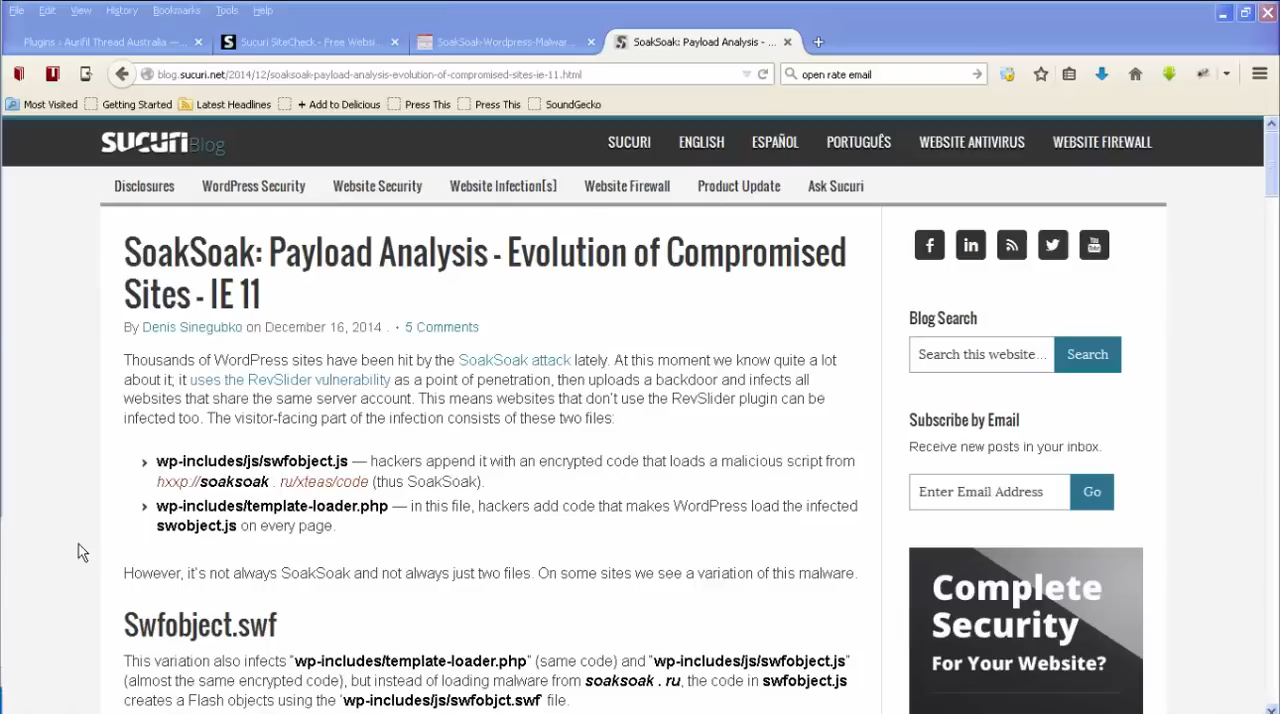 File Edit View History Bookmarks Tools Help
Plugins ‹ Aurifil Thread Australia — ...
Sucuri SiteCheck - Free Websi...
SoakSoak-Wordpress-Malwar...
SoakSoak: Payload Analysis - ...
blog.sucuri.net/2014/12/soaksoak-payload-analysis-evolution-of-compromised-sites-ie-11.html
open rate email
Most Visited Getting Started Latest Headlines + Add to Delicious Press This Press This SoundGecko
SUCURI Blog
SUCURI ENGLISH ESPAÑOL PORTUGUÊS WEBSITE ANTIVIRUS WEBSITE FIREWALL
Disclosures WordPress Security Website Security Website Infection[s] Website Firewall Product Update Ask Sucuri
SoakSoak: Payload Analysis - Evolution of Compromised
Sites - IE 11
By Denis Sinegubko on December 16, 2014 . · 5 Comments
Thousands of WordPress sites have been hit by the SoakSoak attack lately. At this moment we know quite a lot
about it; it uses the RevSlider vulnerability as a point of penetration, then uploads a backdoor and infects all
websites that share the same server account. This means websites that don't use the RevSlider plugin can be
infected too. The visitor-facing part of the infection consists of these two files:
› wp-includes/js/swfobject.js — hackers append it with an encrypted code that loads a malicious script from
hxxp://soaksoak . ru/xteas/code (thus SoakSoak).
› wp-includes/template-loader.php — in this file, hackers add code that makes WordPress load the infected
swobject.js on every page.
However, it's not always SoakSoak and not always just two files. On some sites we see a variation of this malware.
Swfobject.swf
This variation also infects "wp-includes/template-loader.php" (same code) and "wp-includes/js/swfobject.js"
(almost the same encrypted code), but instead of loading malware from soaksoak . ru, the code in swfobject.js
creates a Flash objects using the 'wp-includes/js/swfobjct.swf' file.
Blog Search
Search this website... Search
Subscribe by Email
Receive new posts in your inbox.
Enter Email Address Go
Complete
Security
For Your Website?